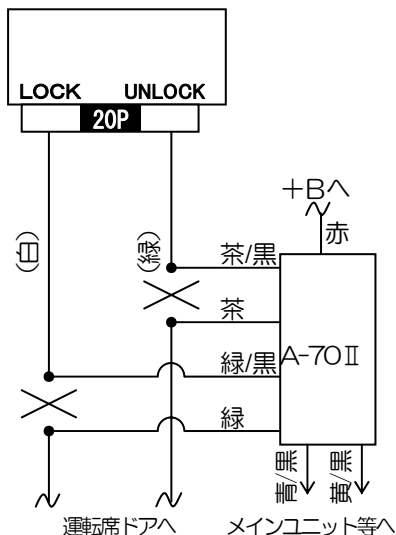 LOCK UNLOCK
20P
+Bへ
赤
(白)
(緑)
茶/黒
茶
緑/黒
A-70Ⅱ
緑
青/黒
黄/黒
運転席ドアへ
メインユニット等へ